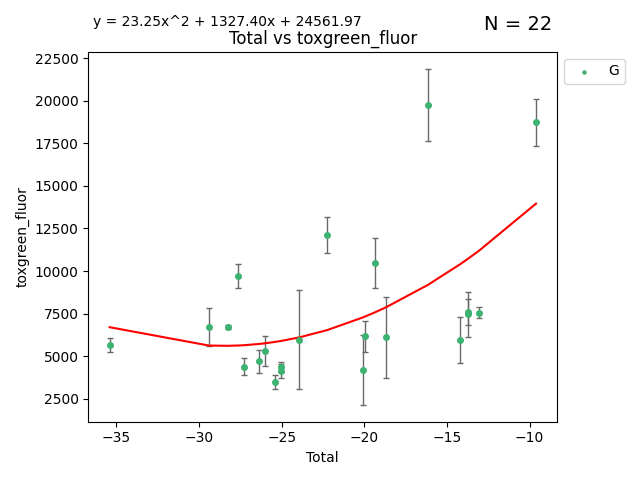 y = 23.25x^2 + 1327.40x + 24561.97
N = 22
Total vs toxgreen_fluor
G
22500
20000
17500
15000
12500
10000
7500
5000
2500
toxgreen_fluor
−35
−30
−25
−20
−15
−10
Total